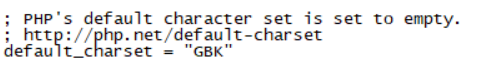 ; PHP's default character set is set to empty.
; http://php.net/default-charset
default_charset = "GBK"